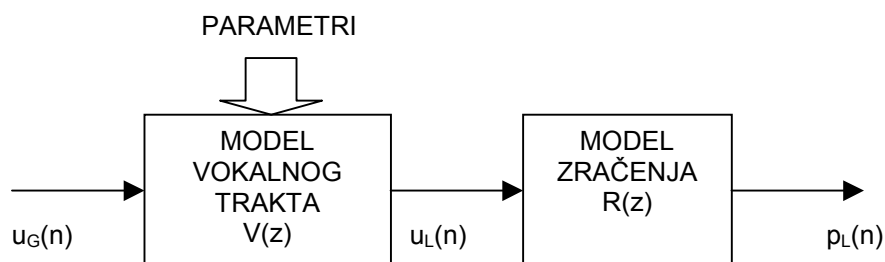 PARAMETRI
MODEL
VOKALNOG
TRAKTA
V(z)
MODEL
ZRAČENJA
R(z)
u_G(n)
u_L(n)
p_L(n)